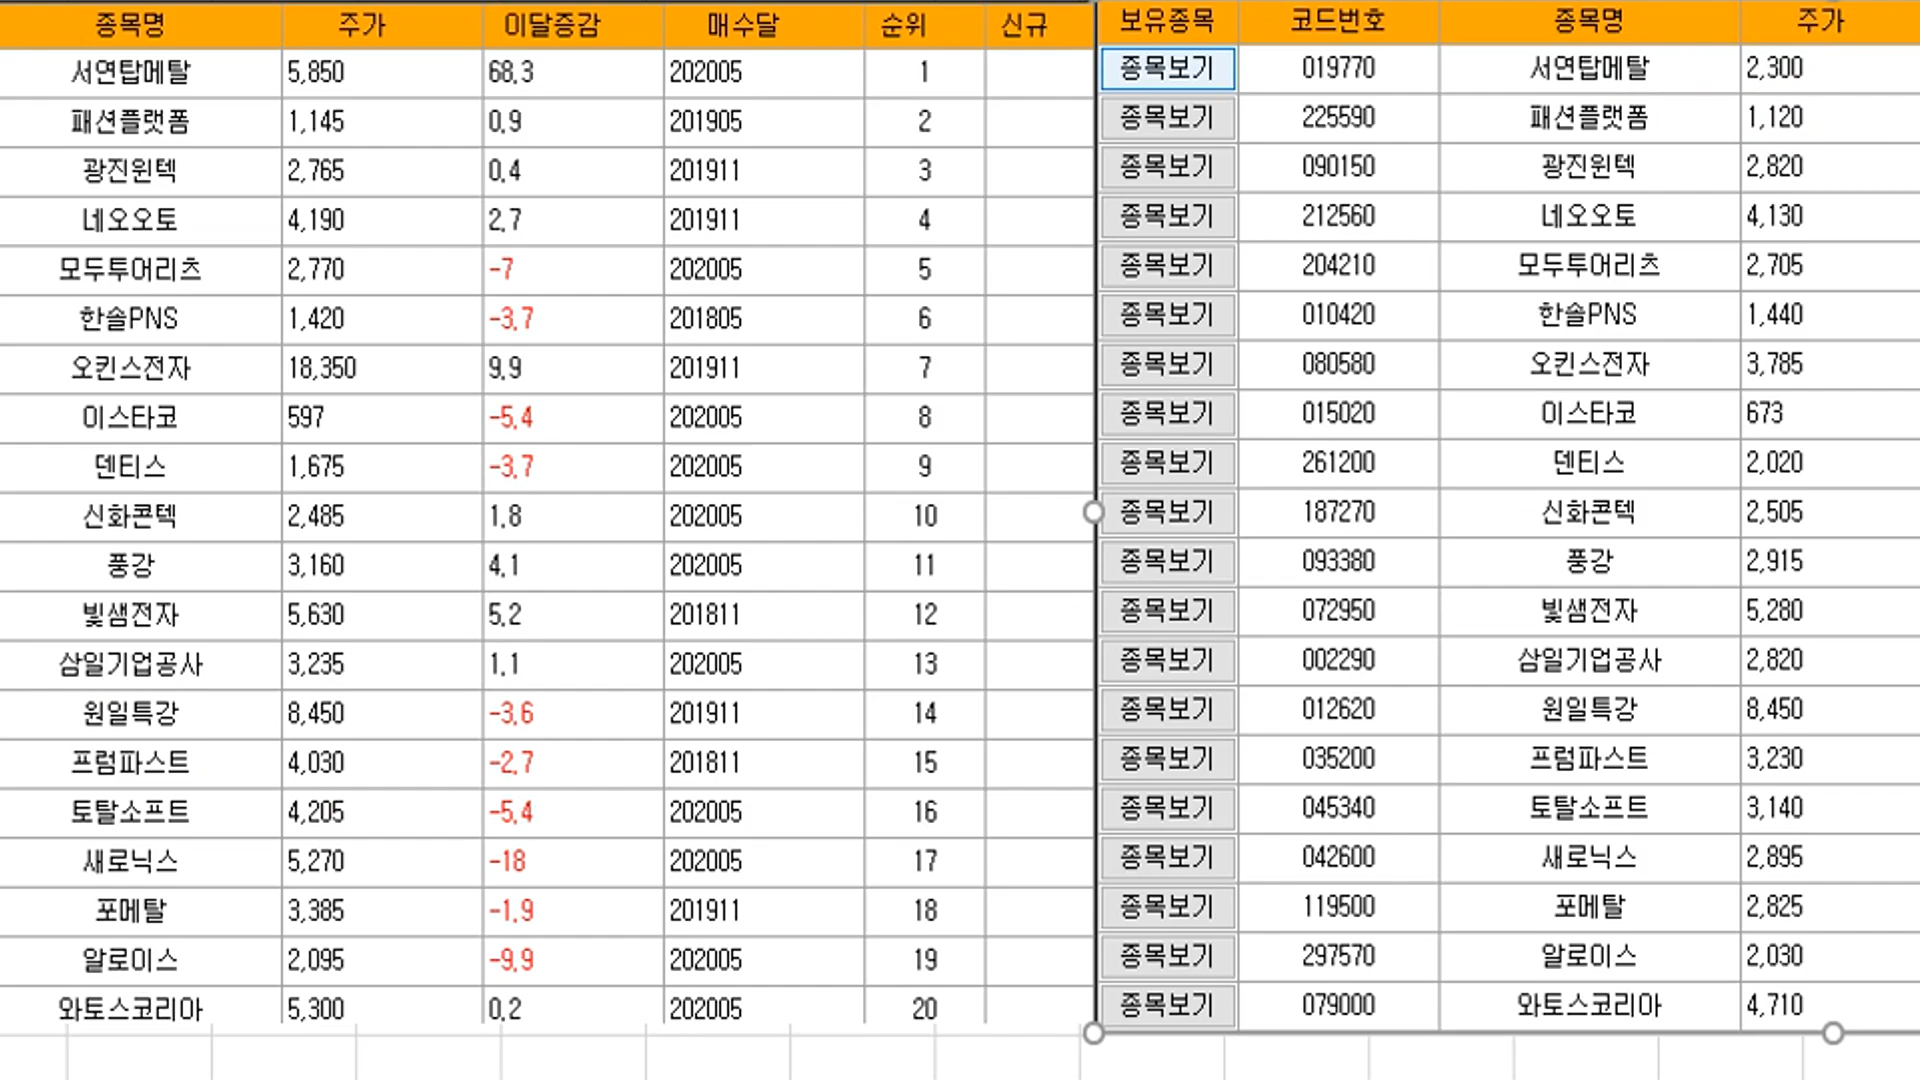 종목명 주가 이달증감 매수달 순위 신규 보유종목 코드번호 종목명 주가
서연탑메탈 5,850 68.3 202005 1 종목보기 019770 서연탑메탈 2,300
패션플랫폼 1,145 0.9 201905 2 종목보기 225590 패션플랫폼 1,120
광진윈텍 2,765 0.4 201911 3 종목보기 090150 광진윈텍 2,820
네오오토 4,190 2.7 201911 4 종목보기 212560 네오오토 4,130
모두투어리츠 2,770 -7 202005 5 종목보기 204210 모두투어리츠 2,705
한솔PNS 1,420 -3.7 201805 6 종목보기 010420 한솔PNS 1,440
오킨스전자 18,350 9.9 201911 7 종목보기 080580 오킨스전자 3,785
이스타코 597 -5.4 202005 8 종목보기 015020 이스타코 673
덴티스 1,675 -3.7 202005 9 종목보기 261200 덴티스 2,020
신화콘텍 2,485 1.8 202005 10 종목보기 187270 신화콘텍 2,505
풍강 3,160 4.1 202005 11 종목보기 093380 풍강 2,915
빛샘전자 5,630 5.2 201811 12 종목보기 072950 빛샘전자 5,280
삼일기업공사 3,235 1.1 202005 13 종목보기 002290 삼일기업공사 2,820
원일특강 8,450 -3.6 201911 14 종목보기 012620 원일특강 8,450
프럼파스트 4,030 -2.7 201811 15 종목보기 035200 프럼파스트 3,230
토탈소프트 4,205 -5.4 202005 16 종목보기 045340 토탈소프트 3,140
새로닉스 5,270 -18 202005 17 종목보기 042600 새로닉스 2,895
포메탈 3,385 -1.9 201911 18 종목보기 119500 포메탈 2,825
알로이스 2,095 -9.9 202005 19 종목보기 297570 알로이스 2,030
와토스코리아 5,300 0.2 202005 20 종목보기 079000 와토스코리아 4,710